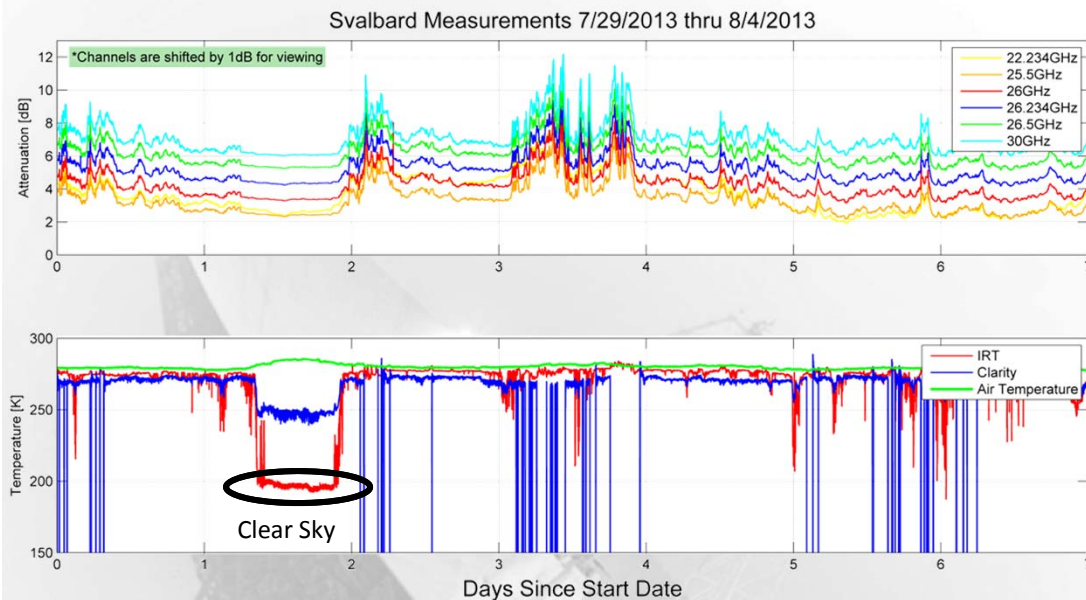 Svalbard Measurements 7/29/2013 thru 8/4/2013
*Channels are shifted by 1dB for viewing
22.234GHz
25.5GHz
26GHz
26.234GHz
26.5GHz
30GHz
Attenuation [dB]
12
10
8
6
4
2
0
0 1 2 3 4 5 6 7
IRT
Clarity
Air Temperature
Temperature [K]
300
250
200
150
Clear Sky
0 1 2 3 4 5 6 7
Days Since Start Date